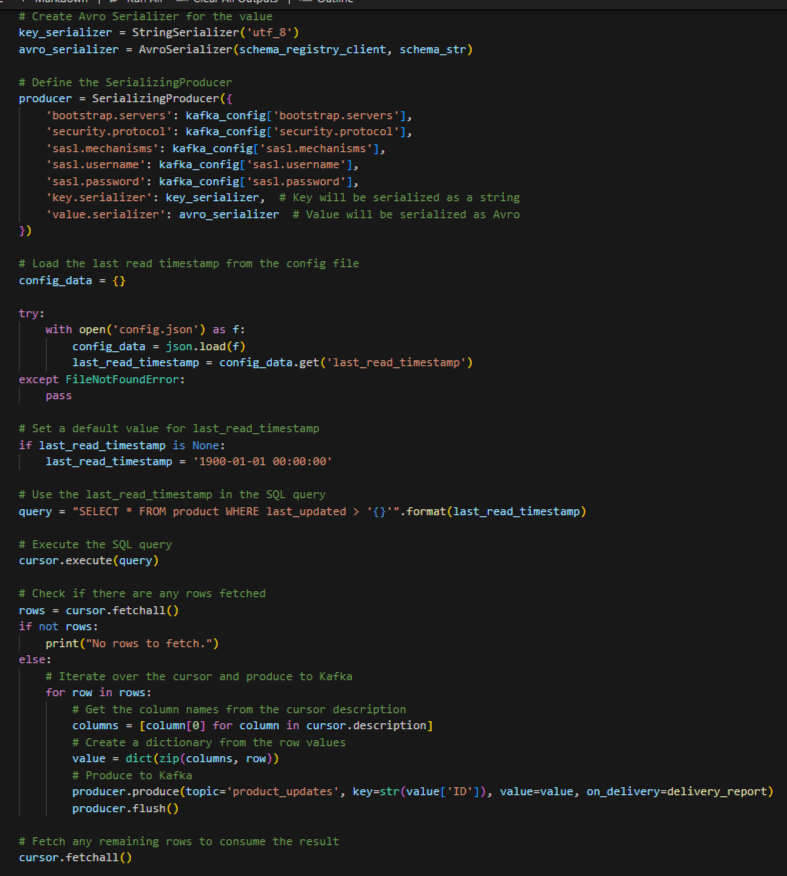 Markdown | Run All Clear All Outputs | Outline
# Create Avro Serializer for the value
key_serializer = StringSerializer('utf_8')
avro_serializer = AvroSerializer(schema_registry_client, schema_str)
# Define the SerializingProducer
producer = SerializingProducer({
    'bootstrap.servers': kafka_config['bootstrap.servers'],
    'security.protocol': kafka_config['security.protocol'],
    'sasl.mechanisms': kafka_config['sasl.mechanisms'],
    'sasl.username': kafka_config['sasl.username'],
    'sasl.password': kafka_config['sasl.password'],
    'key.serializer': key_serializer,  # Key will be serialized as a string
    'value.serializer': avro_serializer  # Value will be serialized as Avro
})
# Load the last read timestamp from the config file
config_data = {}
try:
    with open('config.json') as f:
        config_data = json.load(f)
        last_read_timestamp = config_data.get('last_read_timestamp')
except FileNotFoundError:
    pass
# Set a default value for last_read_timestamp
if last_read_timestamp is None:
    last_read_timestamp = '1900-01-01 00:00:00'
# Use the last_read_timestamp in the SQL query
query = "SELECT * FROM product WHERE last_updated > '{}'".format(last_read_timestamp)
# Execute the SQL query
cursor.execute(query)
# Check if there are any rows fetched
rows = cursor.fetchall()
if not rows:
    print("No rows to fetch.")
else:
    # Iterate over the cursor and produce to Kafka
    for row in rows:
        # Get the column names from the cursor description
        columns = [column[0] for column in cursor.description]
        # Create a dictionary from the row values
        value = dict(zip(columns, row))
        # Produce to Kafka
        producer.produce(topic='product_updates', key=str(value['ID']), value=value, on_delivery=delivery_report)
        producer.flush()
# Fetch any remaining rows to consume the result
cursor.fetchall()